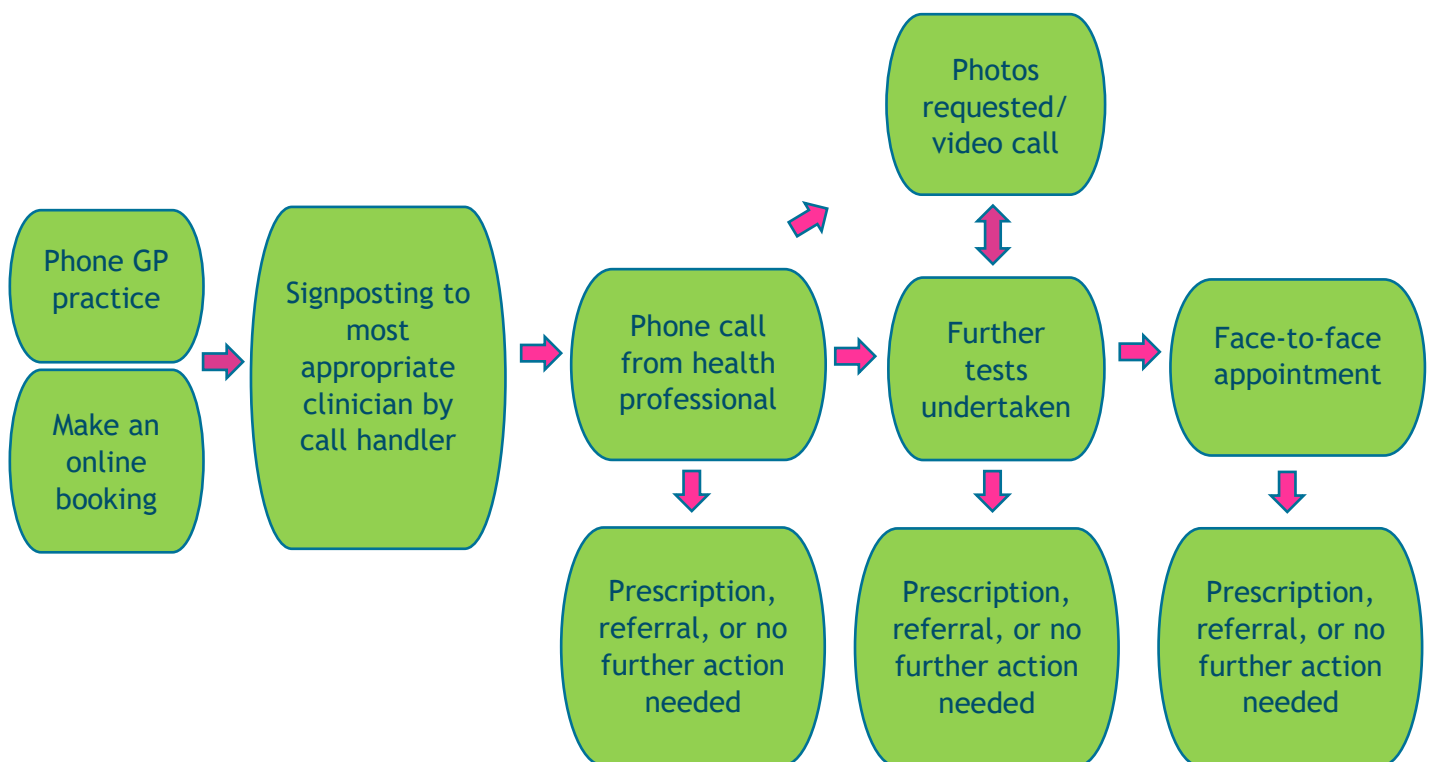 Phone GP
practice
Make an
online
booking
Signposting to
most
appropriate
clinician by
call handler
Phone call
from health
professional
Photos
requested/
video call
Further
tests
undertaken
Face-to-face
appointment
Prescription,
referral, or no
further action
needed
Prescription,
referral, or no
further action
needed
Prescription,
referral, or no
further action
needed